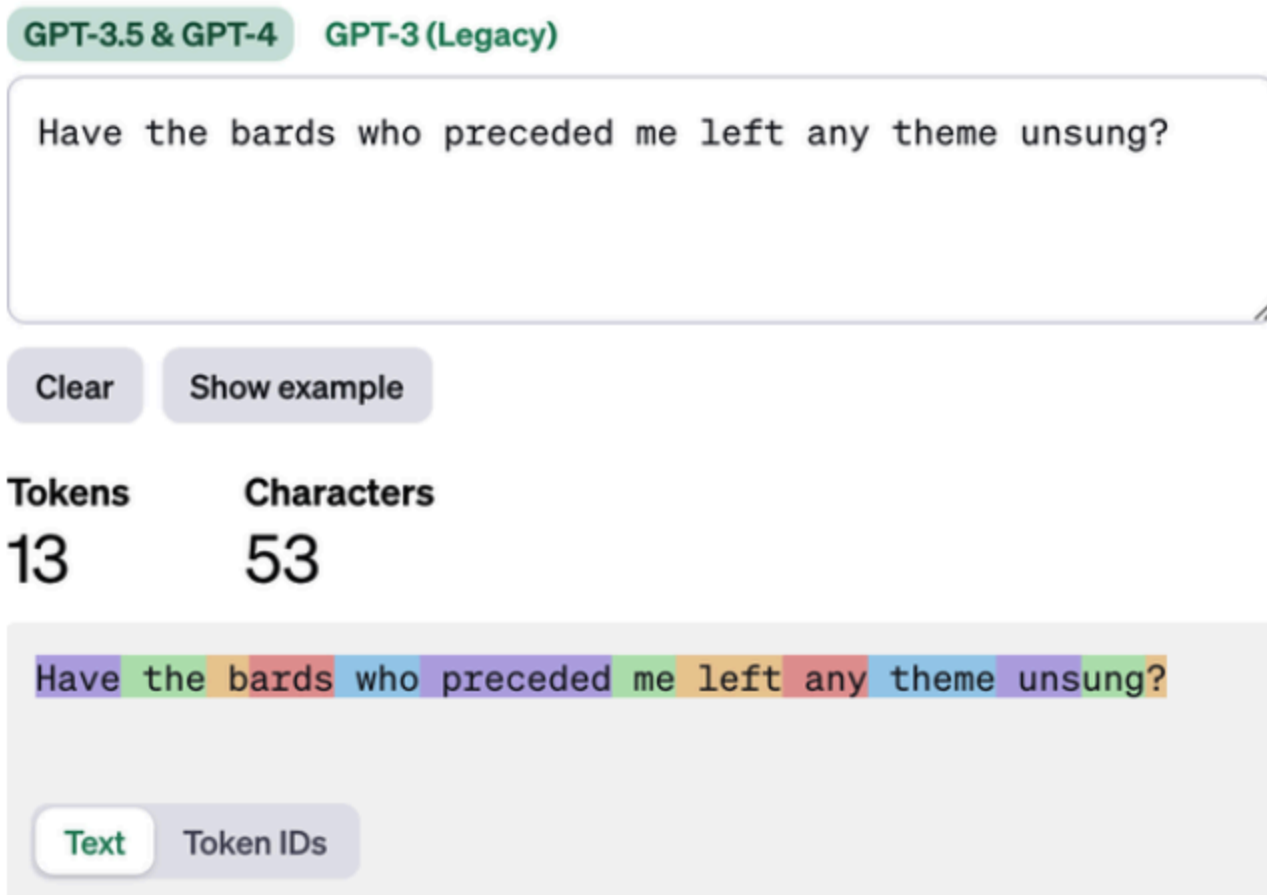 GPT-3.5 & GPT-4 GPT-3 (Legacy)
Have the bards who preceded me left any theme unsung?
Clear Show example
Tokens Characters
13 53
Have the bards who preceded me left any theme unsung?
Text Token IDs